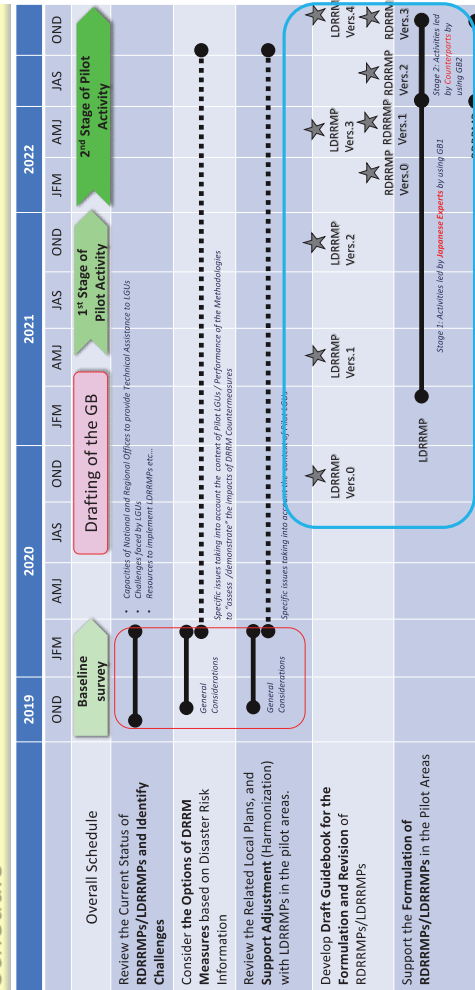 2019
2020
2021
2022
OND
JFM
AMJ
JAS
OND
JFM
AMJ
JAS
OND
JFM
AMJ
JAS
OND
Overall Schedule
Baseline
survey
Drafting of the GB
1st Stage of
Pilot Activity
2nd Stage of Pilot
Activity
Review the Current Status of
RDRRMPs/LDRRMPs and Identify
Challenges
• Capacities of National and Regional Offices to provide Technical Assistance to LGUs
• Challenges faced by LGUs
• Resources to implement LDRRMPs etc...
Consider the Options of DRRM
Measures based on Disaster Risk
Information
General
Considerations
Specific issues taking into account the context of Pilot LGUs / Performance of the Methodologies
to "assess /demonstrate" the impacts of DRRM Countermeasures
Review the Related Local Plans, and
Support Adjustment (Harmonization)
with LDRRMPs in the pilot areas.
General
Considerations
Specific issues taking into account the context of Pilot LGUs
Develop Draft Guidebook for the
Formulation and Revision of
RDRRMPs/LDRRMPs
LDRRMP
Vers.0
LDRRMP
Vers.1
LDRRMP
Vers.2
LDRRMP
Vers.3
LDRRMP
Vers.4
RDRRMP
Vers.0
RDRRMP
Vers.1
RDRRMP
Vers.2
RDRRMP
Vers.3
Support the Formulation of
RDRRMPs/LDRRMPs in the Pilot Areas
LDRRMP
Stage 1: Activities led by Japanese Experts by using GB1
Stage 2: Activities led
by Counterparts by
using GB2